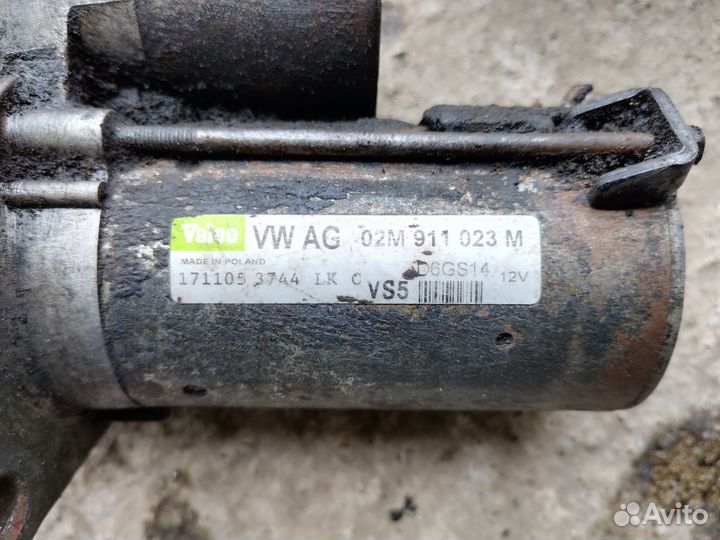 Valeo VW AG 02M 911 023 M
MADE IN POLAND
171105 3744 LK C D6GS14 12V
VS5
Avito